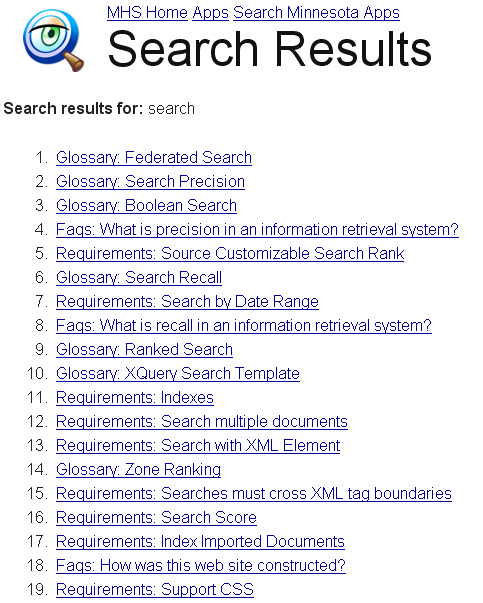 MHS Home Apps Search Minnesota Apps
Search Results
Search results for: search
1. Glossary: Federated Search
2. Glossary: Search Precision
3. Glossary: Boolean Search
4. Faqs: What is precision in an information retrieval system?
5. Requirements: Source Customizable Search Rank
6. Glossary: Search Recall
7. Requirements: Search by Date Range
8. Faqs: What is recall in an information retrieval system?
9. Glossary: Ranked Search
10. Glossary: XQuery Search Template
11. Requirements: Indexes
12. Requirements: Search multiple documents
13. Requirements: Search with XML Element
14. Glossary: Zone Ranking
15. Requirements: Searches must cross XML tag boundaries
16. Requirements: Search Score
17. Requirements: Index Imported Documents
18. Faqs: How was this web site constructed?
19. Requirements: Support CSS